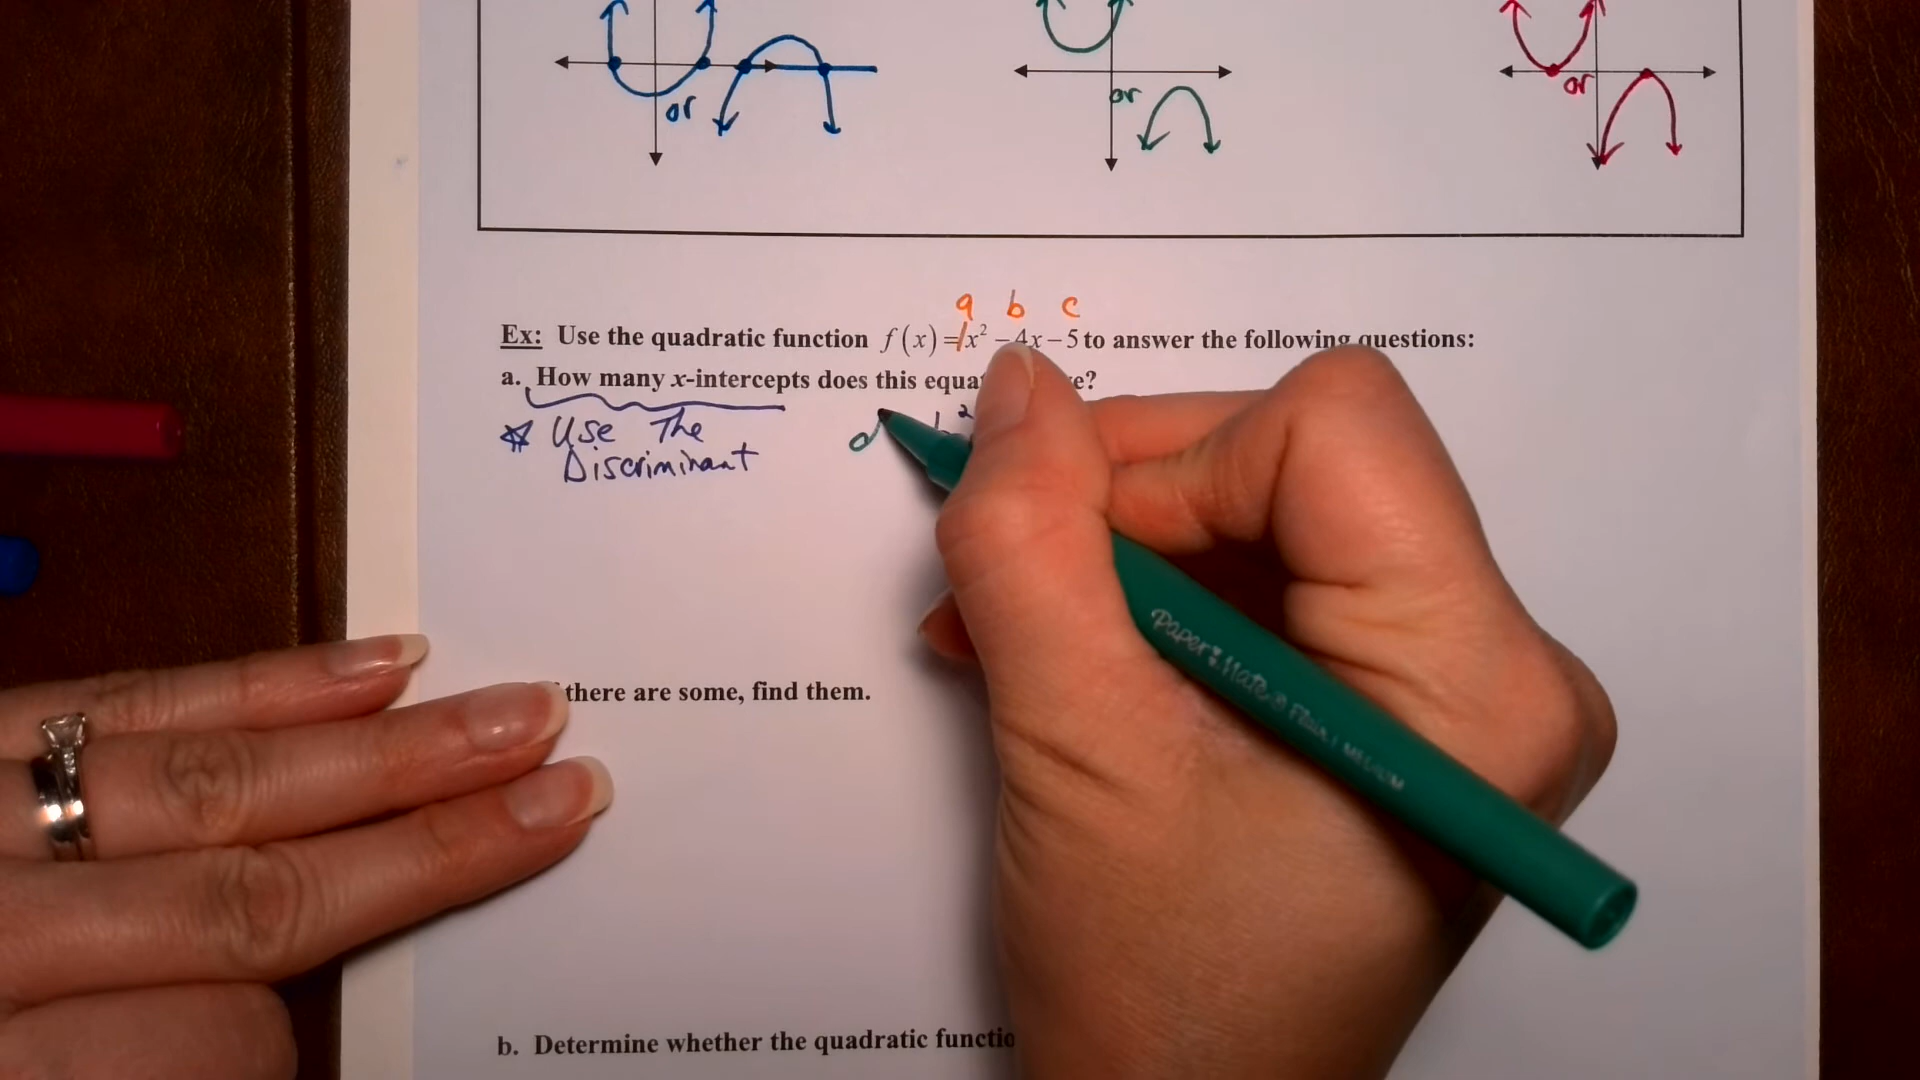 or
or
or
a b c
Ex: Use the quadratic function f(x)=1x² −4x−5 to answer the following questions:
a. How many x-intercepts does this equa e?
☆ Use The
Discriminant
b²
there are some, find them.
b. Determine whether the quadratic functio
Paper:Mate® Flair / MEDIUM